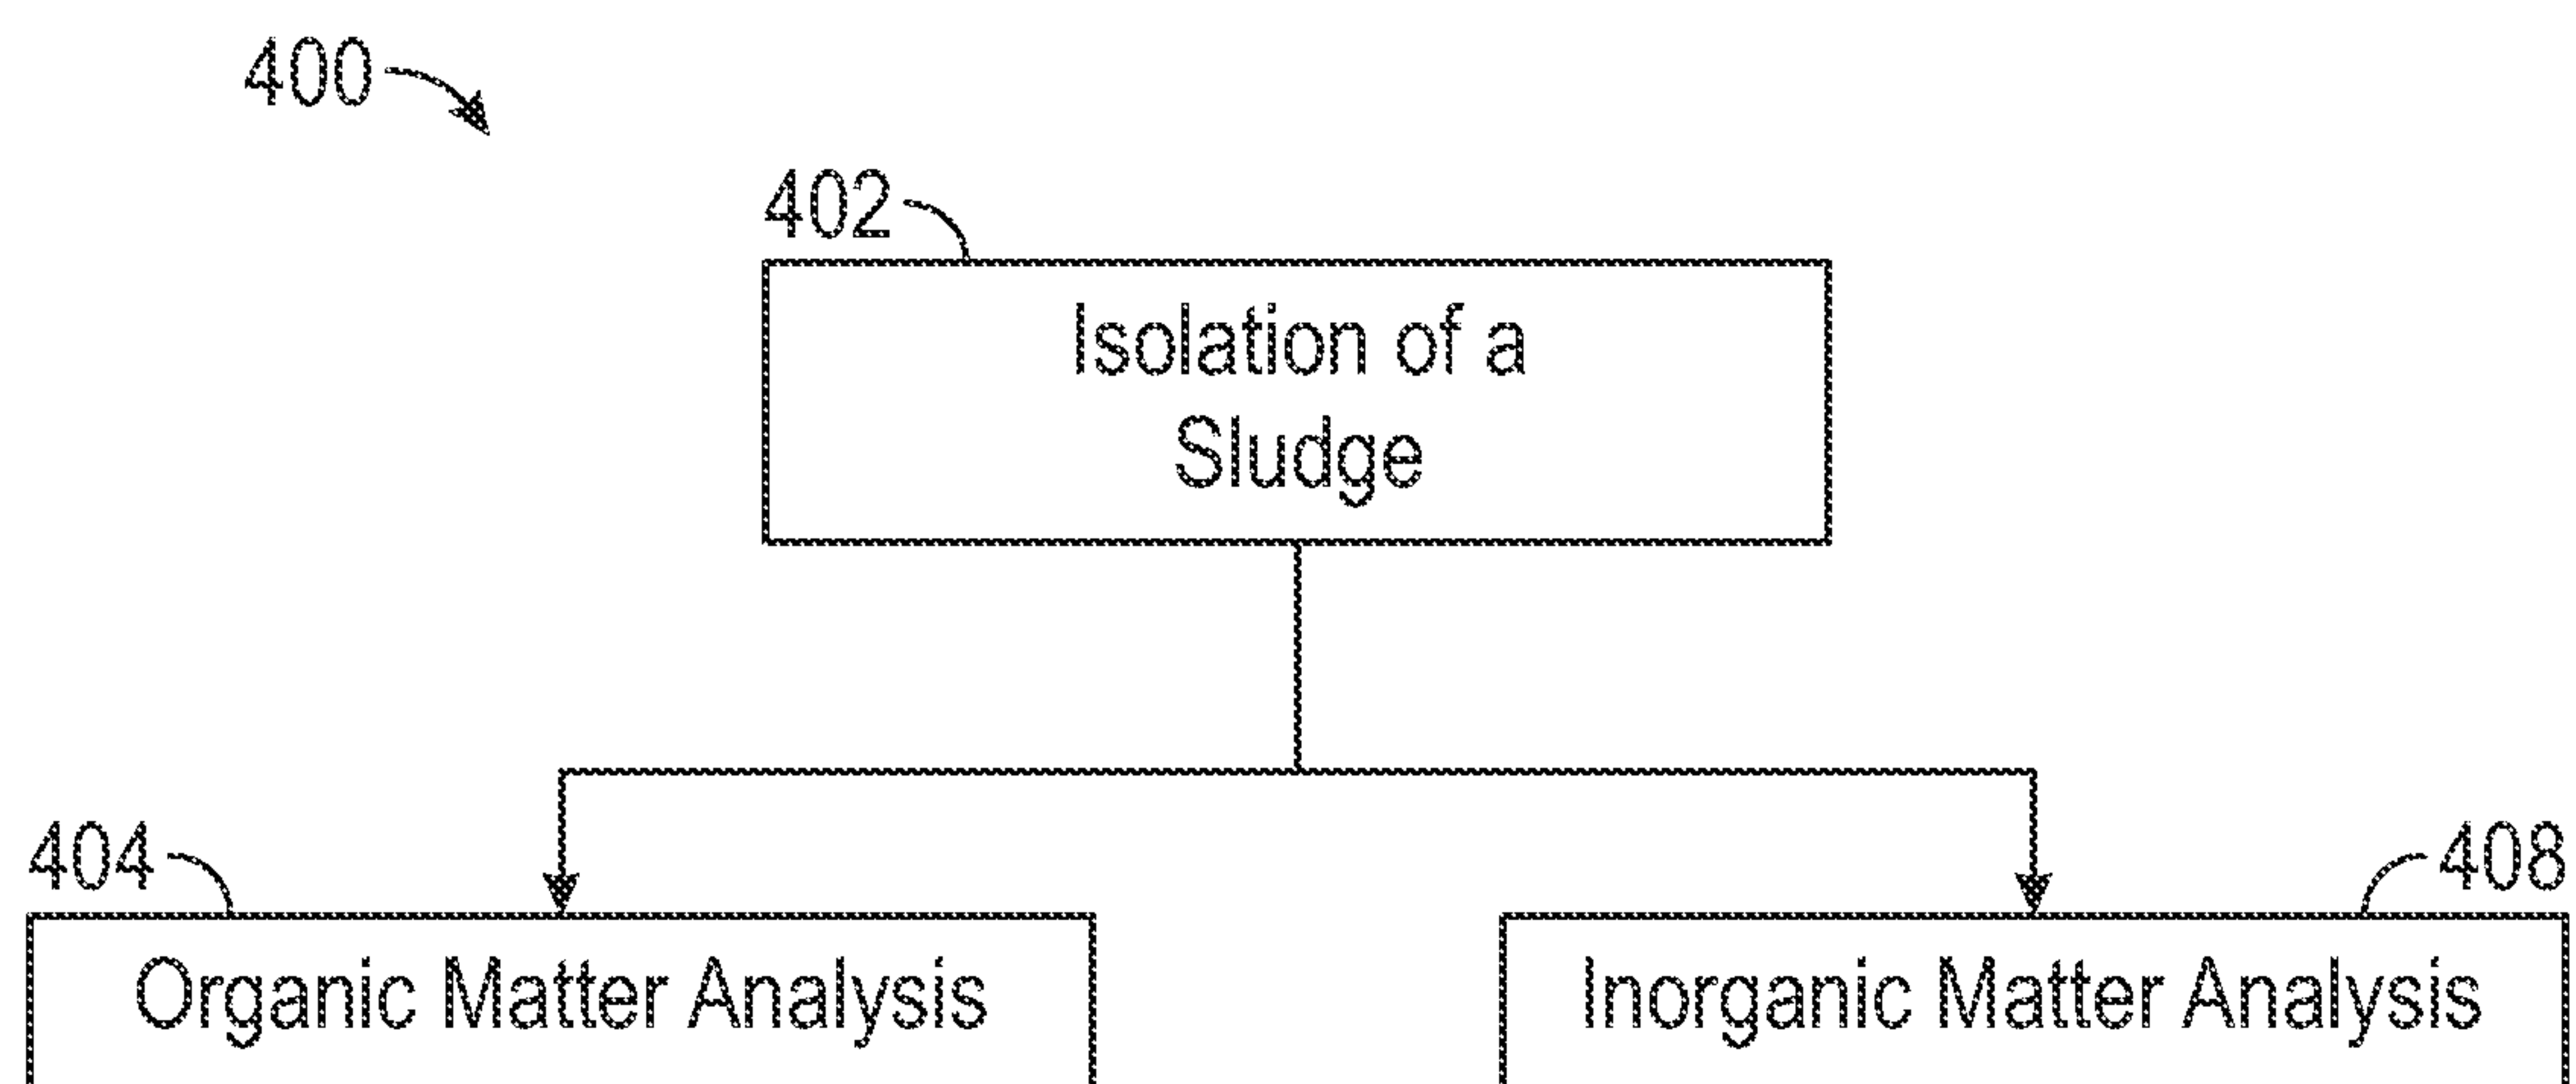 400
402
Isolation of a
Sludge
404
408
Organic Matter Analysis
Inorganic Matter Analysis